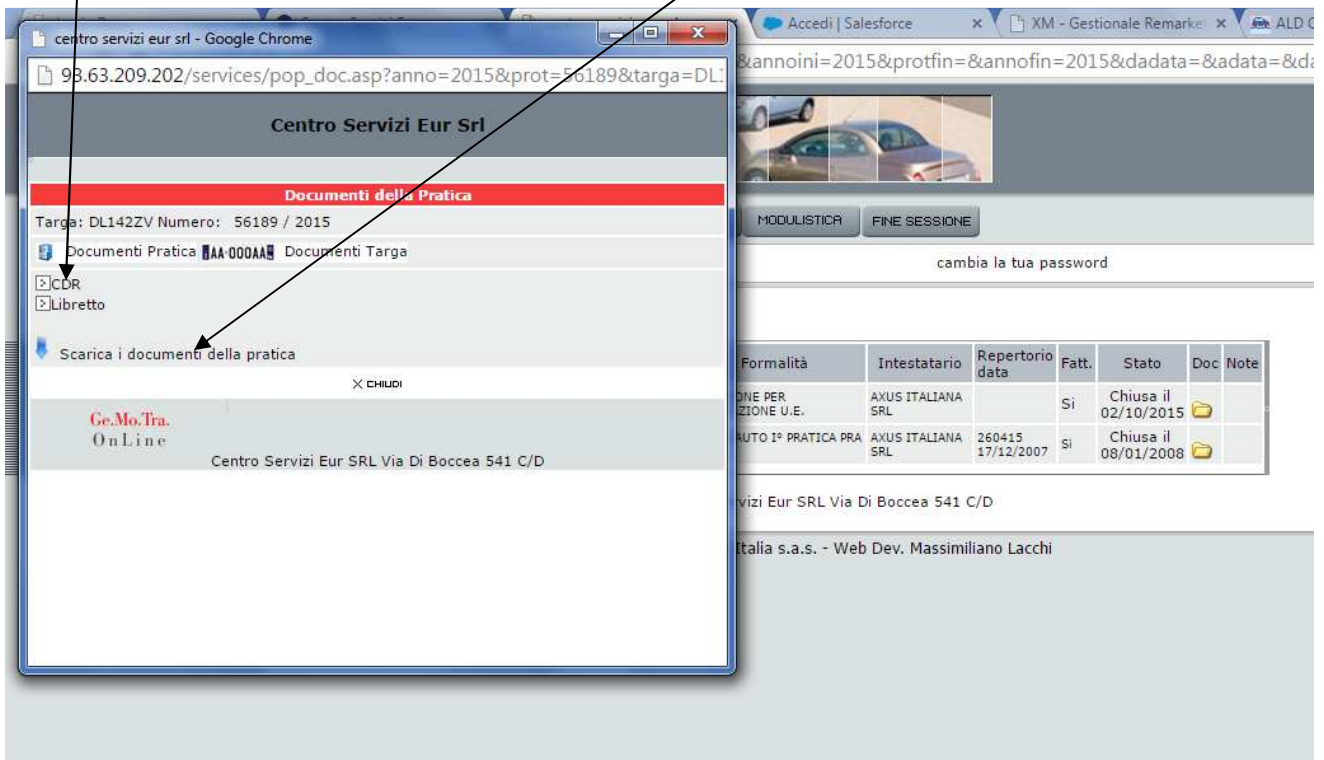 centro servizi eur srl - Google Chrome
Accedi | Salesforce
XM - Gestionale Remarke
ALD
93.63.209.202/services/pop_doc.asp?anno=2015&prot=56189&targa=DL1
&annoini=2015&protfin=&annofin=2015&dadata=&adata=&da
Centro Servizi Eur Srl
Documenti della Pratica
Targa: DL142ZV Numero: 56189 / 2015
Documenti Pratica AA·000AA Documenti Targa
CDR
Libretto
Scarica i documenti della pratica
X CHIUDI
Ge.Mo.Tra.
OnLine
Centro Servizi Eur SRL Via Di Boccea 541 C/D
MODULISTICA FINE SESSIONE
cambia la tua password
Formalità Intestatario Repertorio data Fatt. Stato Doc Note
ONE PER
ZIONE U.E. AXUS ITALIANA SRL Si Chiusa il 02/10/2015
AUTO Iº PRATICA PRA AXUS ITALIANA SRL 260415 17/12/2007 Si Chiusa il 08/01/2008
vizi Eur SRL Via Di Boccea 541 C/D
Italia s.a.s. - Web Dev. Massimiliano Lacchi